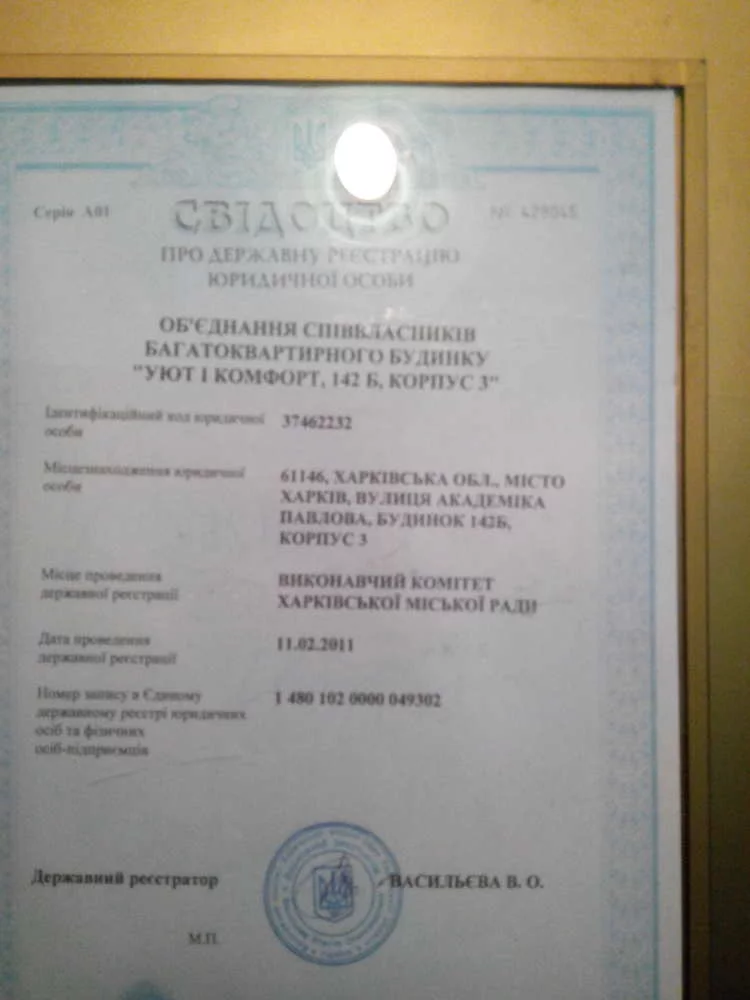 Серія А01
СВІДОЦТВО
№ 429045
ПРО ДЕРЖАВНУ РЕЄСТРАЦІЮ
ЮРИДИЧНОЇ ОСОБИ
ОБ'ЄДНАННЯ СПІВВЛАСНИКІВ
БАГАТОКВАРТИРНОГО БУДИНКУ
"УЮТ І КОМФОРТ, 142 Б, КОРПУС 3"
Ідентифікаційний код юридичної
особи
37462232
Місцезнаходження юридичної
особи
61146, ХАРКІВСЬКА ОБЛ., МІСТО
ХАРКІВ, ВУЛИЦЯ АКАДЕМІКА
ПАВЛОВА, БУДИНОК 142Б,
КОРПУС 3
Місце проведення
державної реєстрації
ВИКОНАВЧИЙ КОМІТЕТ
ХАРКІВСЬКОЇ МІСЬКОЇ РАДИ
Дата проведення
державної реєстрації
11.02.2011
Номер запису в Єдиному
державному реєстрі юридичних
осіб та фізичних
осіб-підприємців
1 480 102 0000 049302
Державний реєстратор
ВАСИЛЬЄВА В. О.
М.П.